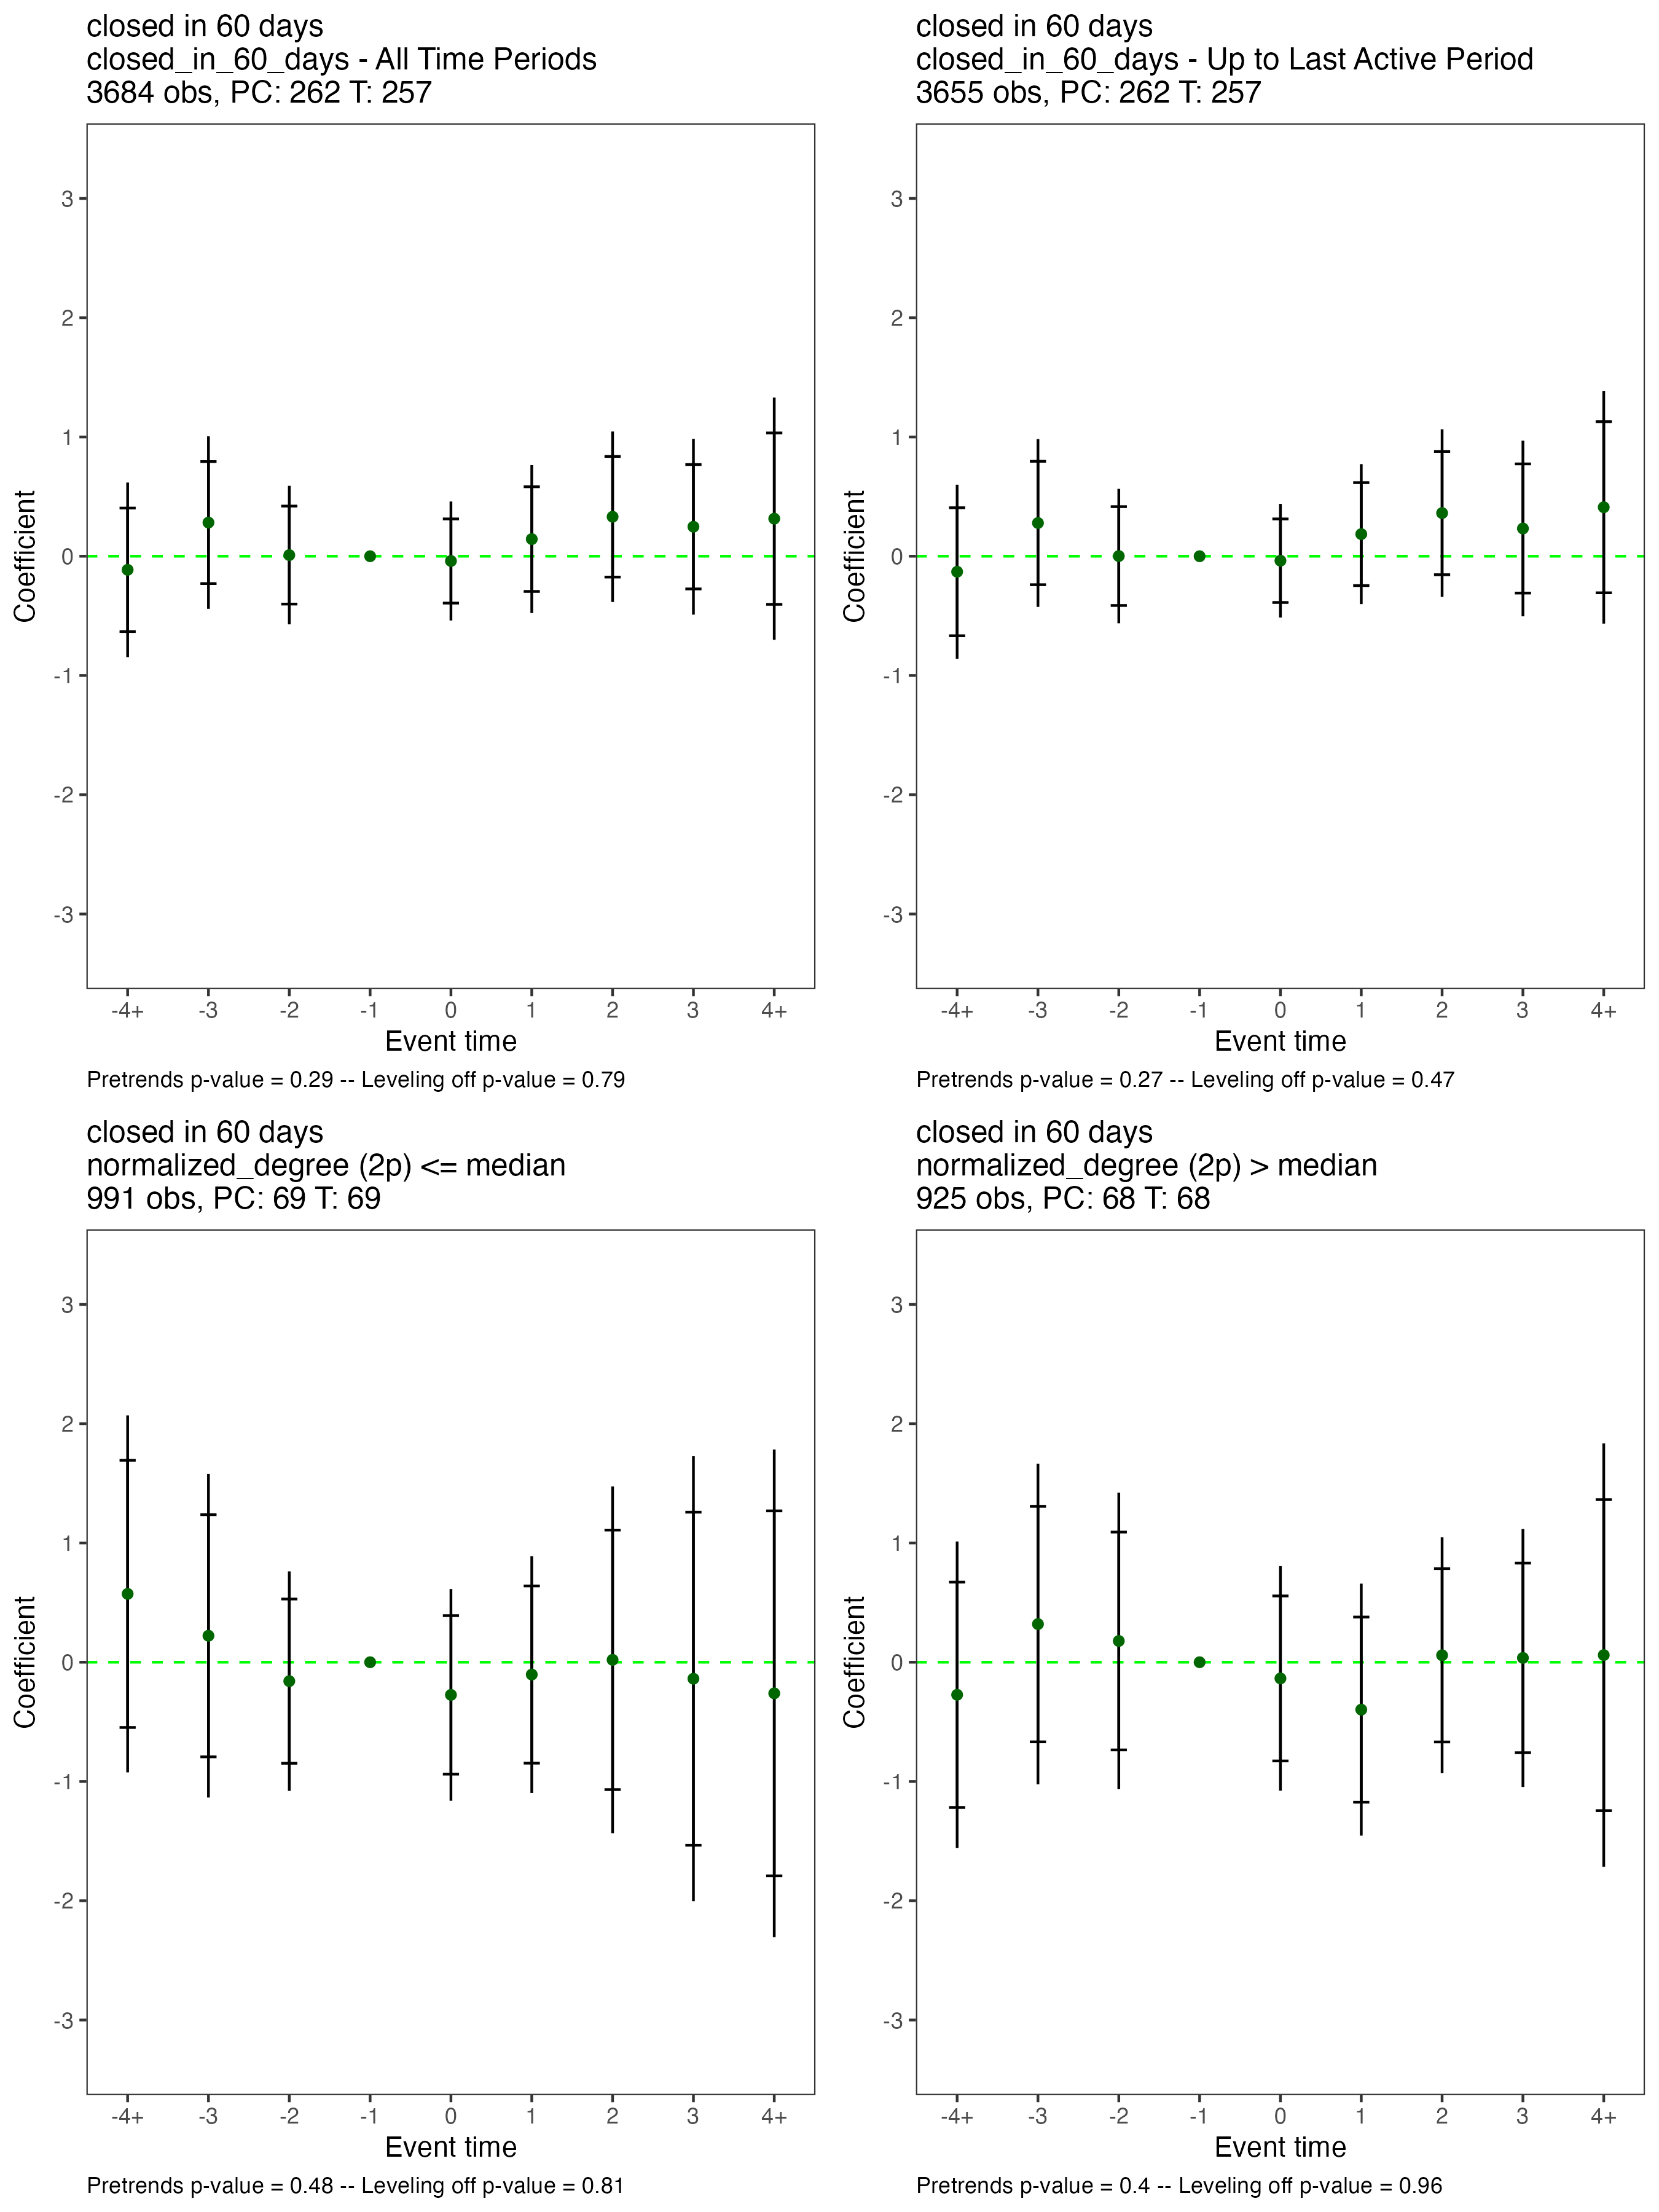 closed in 60 days
closed_in_60_days - All Time Periods
3684 obs, PC: 262 T: 257
3
2
1
0
-1
-2
-3
Coefficient
-4+ -3 -2 -1 0 1 2 3 4+
Event time
Pretrends p-value = 0.29 -- Leveling off p-value = 0.79
closed in 60 days
closed_in_60_days - Up to Last Active Period
3655 obs, PC: 262 T: 257
3
2
1
0
-1
-2
-3
Coefficient
-4+ -3 -2 -1 0 1 2 3 4+
Event time
Pretrends p-value = 0.27 -- Leveling off p-value = 0.47
closed in 60 days
normalized_degree (2p) <= median
991 obs, PC: 69 T: 69
3
2
1
0
-1
-2
-3
Coefficient
-4+ -3 -2 -1 0 1 2 3 4+
Event time
Pretrends p-value = 0.48 -- Leveling off p-value = 0.81
closed in 60 days
normalized_degree (2p) > median
925 obs, PC: 68 T: 68
3
2
1
0
-1
-2
-3
Coefficient
-4+ -3 -2 -1 0 1 2 3 4+
Event time
Pretrends p-value = 0.4 -- Leveling off p-value = 0.96